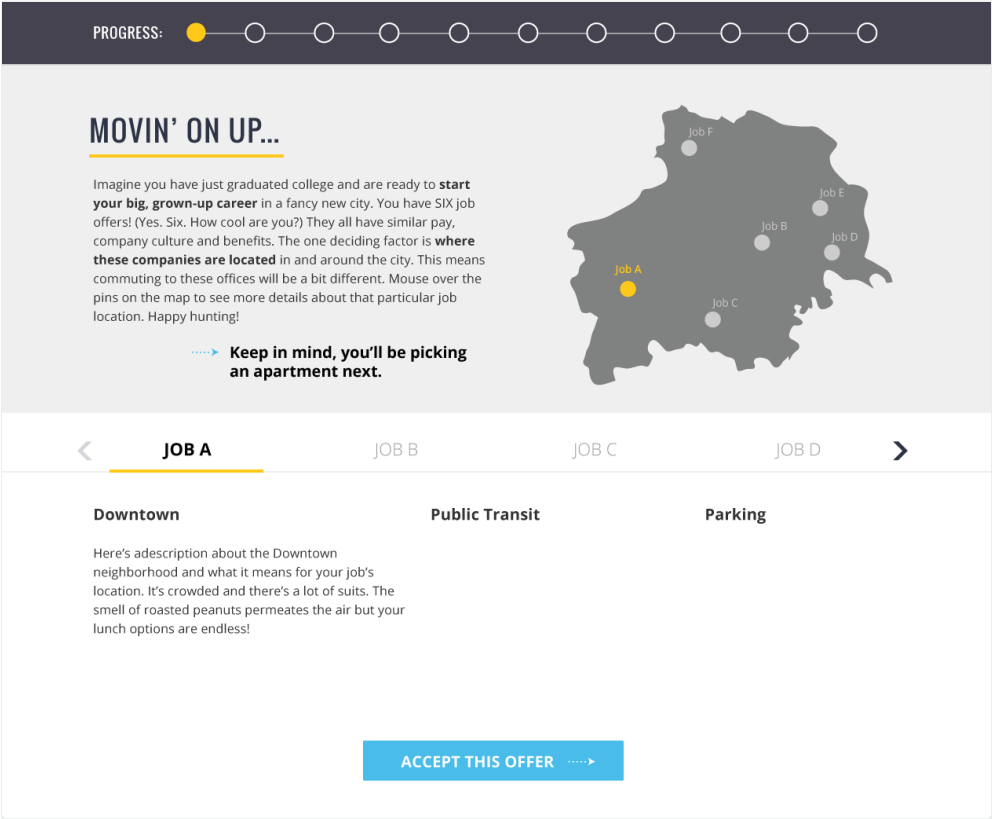 PROGRESS:
MOVIN’ ON UP...
Imagine you have just graduated college and are ready to start
your big, grown-up career in a fancy new city. You have SIX job
offers! (Yes. Six. How cool are you?) They all have similar pay,
company culture and benefits. The one deciding factor is where
these companies are located in and around the city. This means
commuting to these offices will be a bit different. Mouse over the
pins on the map to see more details about that particular job
location. Happy hunting!
Keep in mind, you’ll be picking
an apartment next.
Job F
Job E
Job B
Job D
Job A
Job C
JOB A
JOB B
JOB C
JOB D
Downtown
Here’s adescription about the Downtown
neighborhood and what it means for your job’s
location. It’s crowded and there’s a lot of suits. The
smell of roasted peanuts permeates the air but your
lunch options are endless!
Public Transit
Parking
ACCEPT THIS OFFER